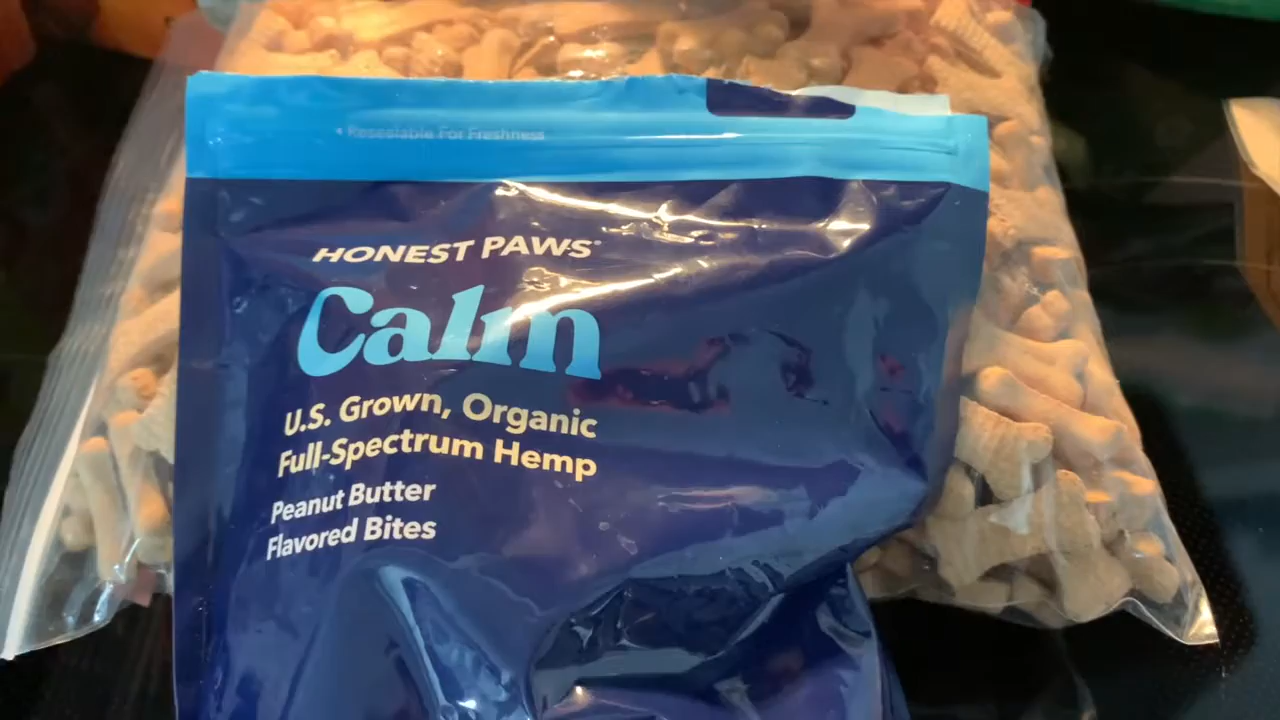 Resealable For Freshness
HONEST PAWS®
Calm
U.S. Grown, Organic
Full-Spectrum Hemp
Peanut Butter
Flavored Bites